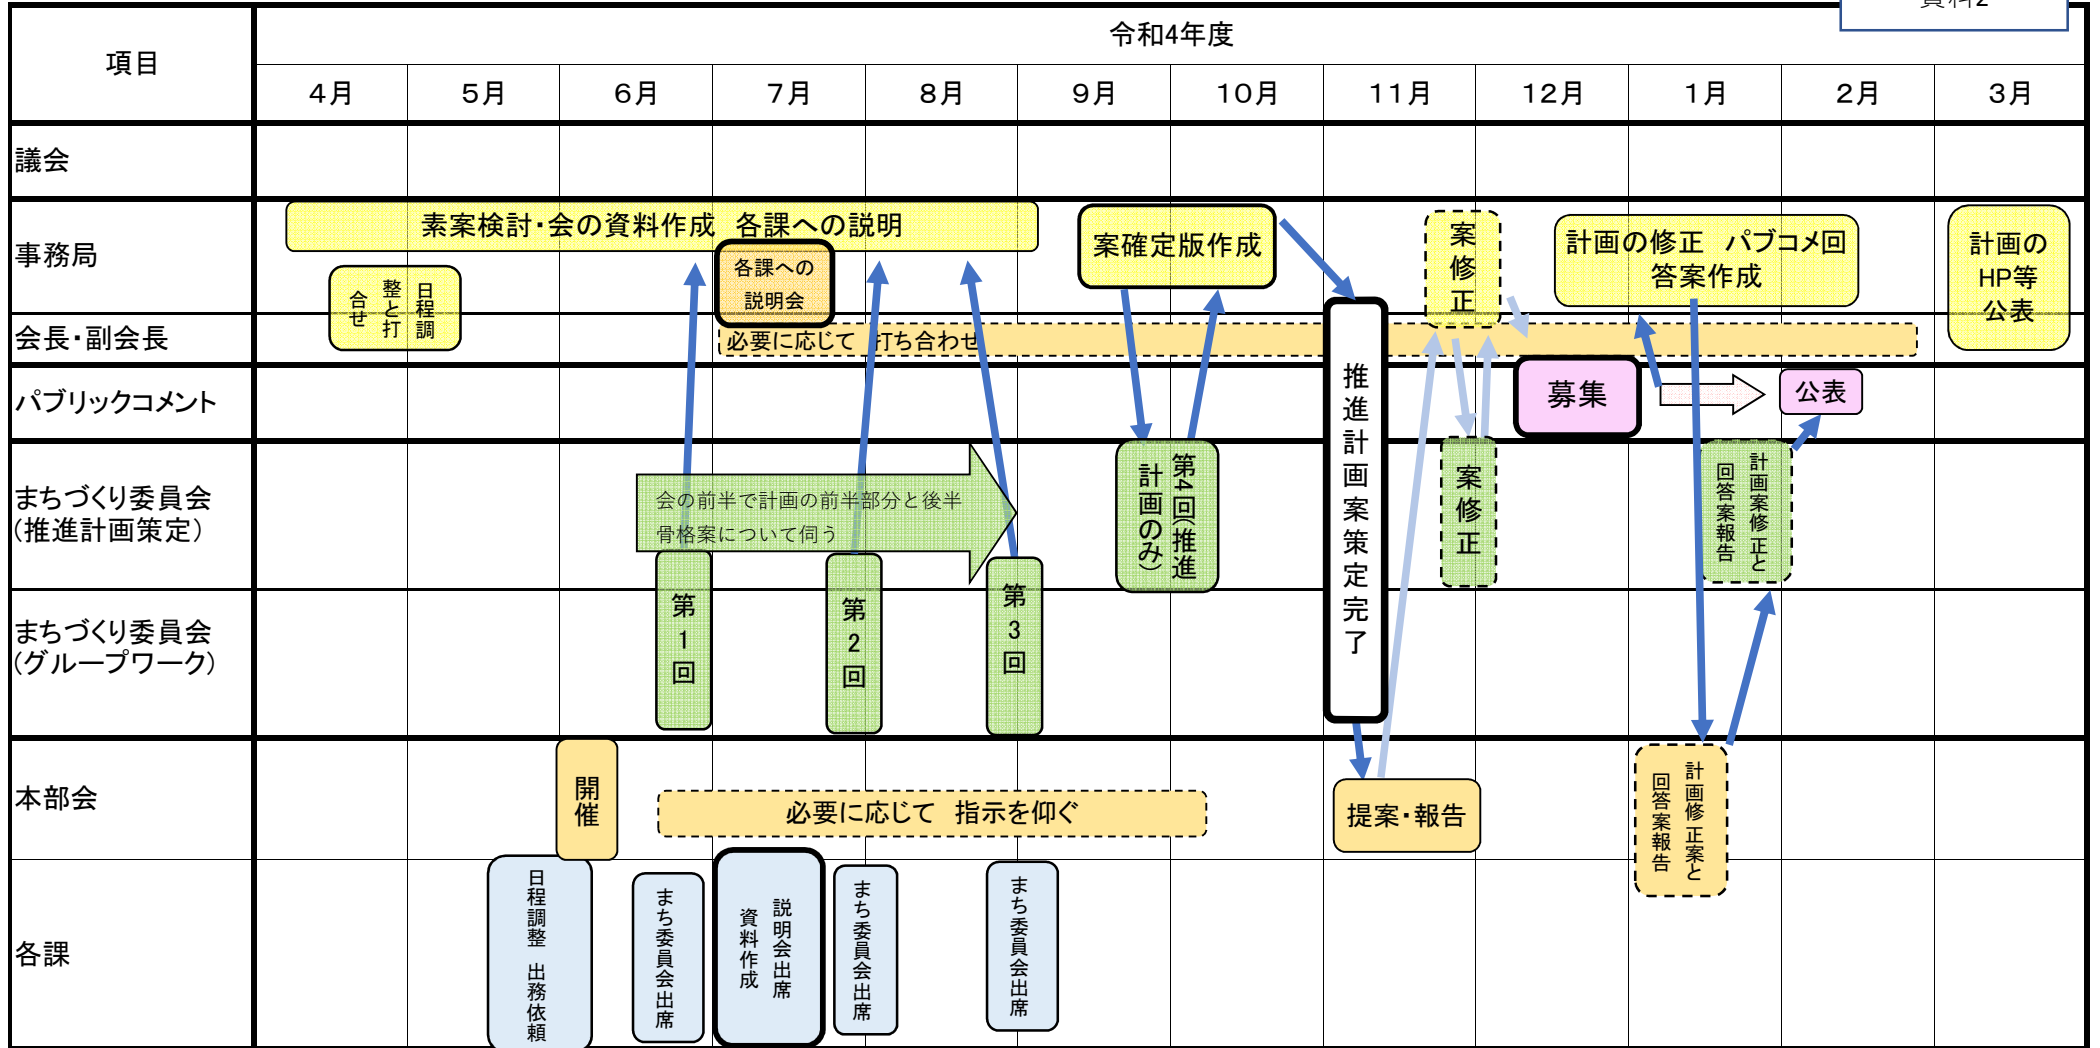 資料2
項目
令和4年度
4月
5月
6月
7月
8月
9月
10月
11月
12月
1月
2月
3月
議会
事務局
素案検討・会の資料作成 各課への説明
日程調
整と打
合せ
各課への
説明会
案確定版作成
案修正
計画の修正 パブコメ回
答案作成
計画の
HP等
公表
会長・副会長
必要に応じて 打ち合わせ
パブリックコメント
募集
公表
推進計画案策定完了
まちづくり委員会
(推進計画策定)
会の前半で計画の前半部分と後半
骨格案について伺う
第4回(推進
計画のみ)
案修正
計画案修正と
回答案報告
まちづくり委員会
(グループワーク)
第1回
第2回
第3回
本部会
開催
必要に応じて 指示を仰ぐ
提案・報告
計画修正案と
回答案報告
各課
日程調整 出務依頼
まち委員会出席
説明会出席
資料作成
まち委員会出席
まち委員会出席